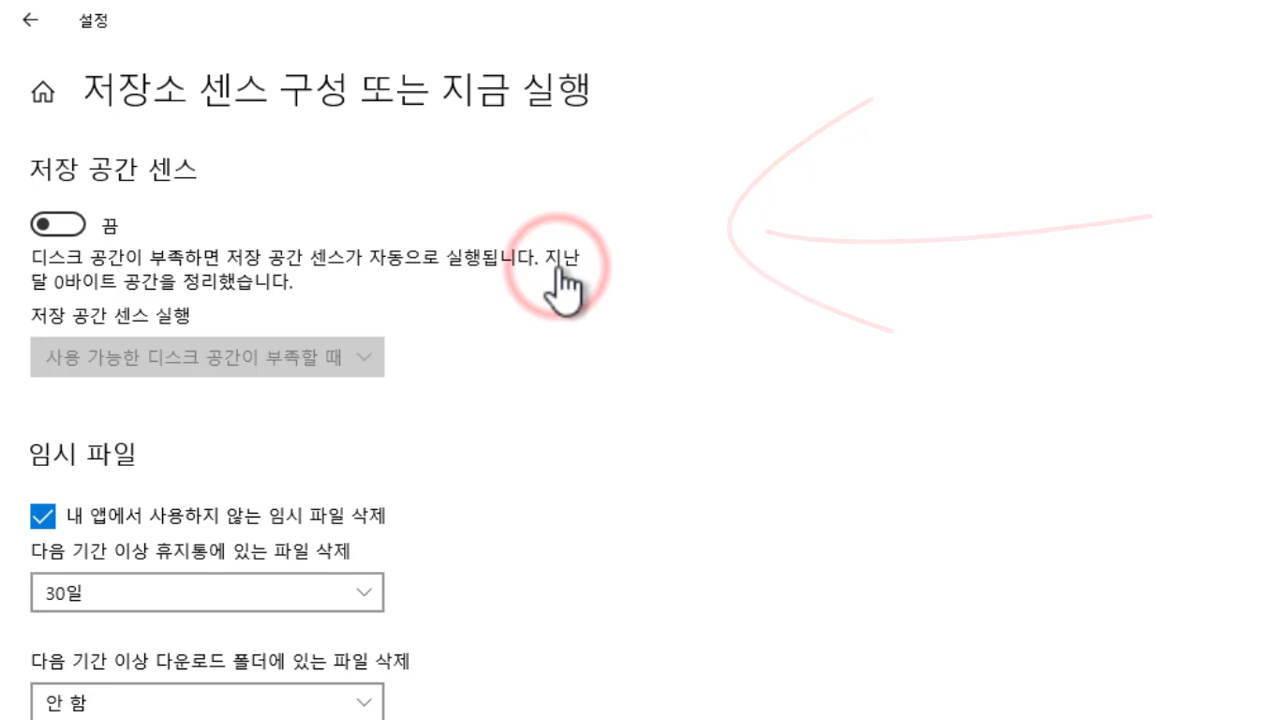 설정
저장소 센스 구성 또는 지금 실행
저장 공간 센스
끔
디스크 공간이 부족하면 저장 공간 센스가 자동으로 실행됩니다. 지난
달 0바이트 공간을 정리했습니다.
저장 공간 센스 실행
사용 가능한 디스크 공간이 부족할 때
임시 파일
내 앱에서 사용하지 않는 임시 파일 삭제
다음 기간 이상 휴지통에 있는 파일 삭제
30일
다음 기간 이상 다운로드 폴더에 있는 파일 삭제
안 함